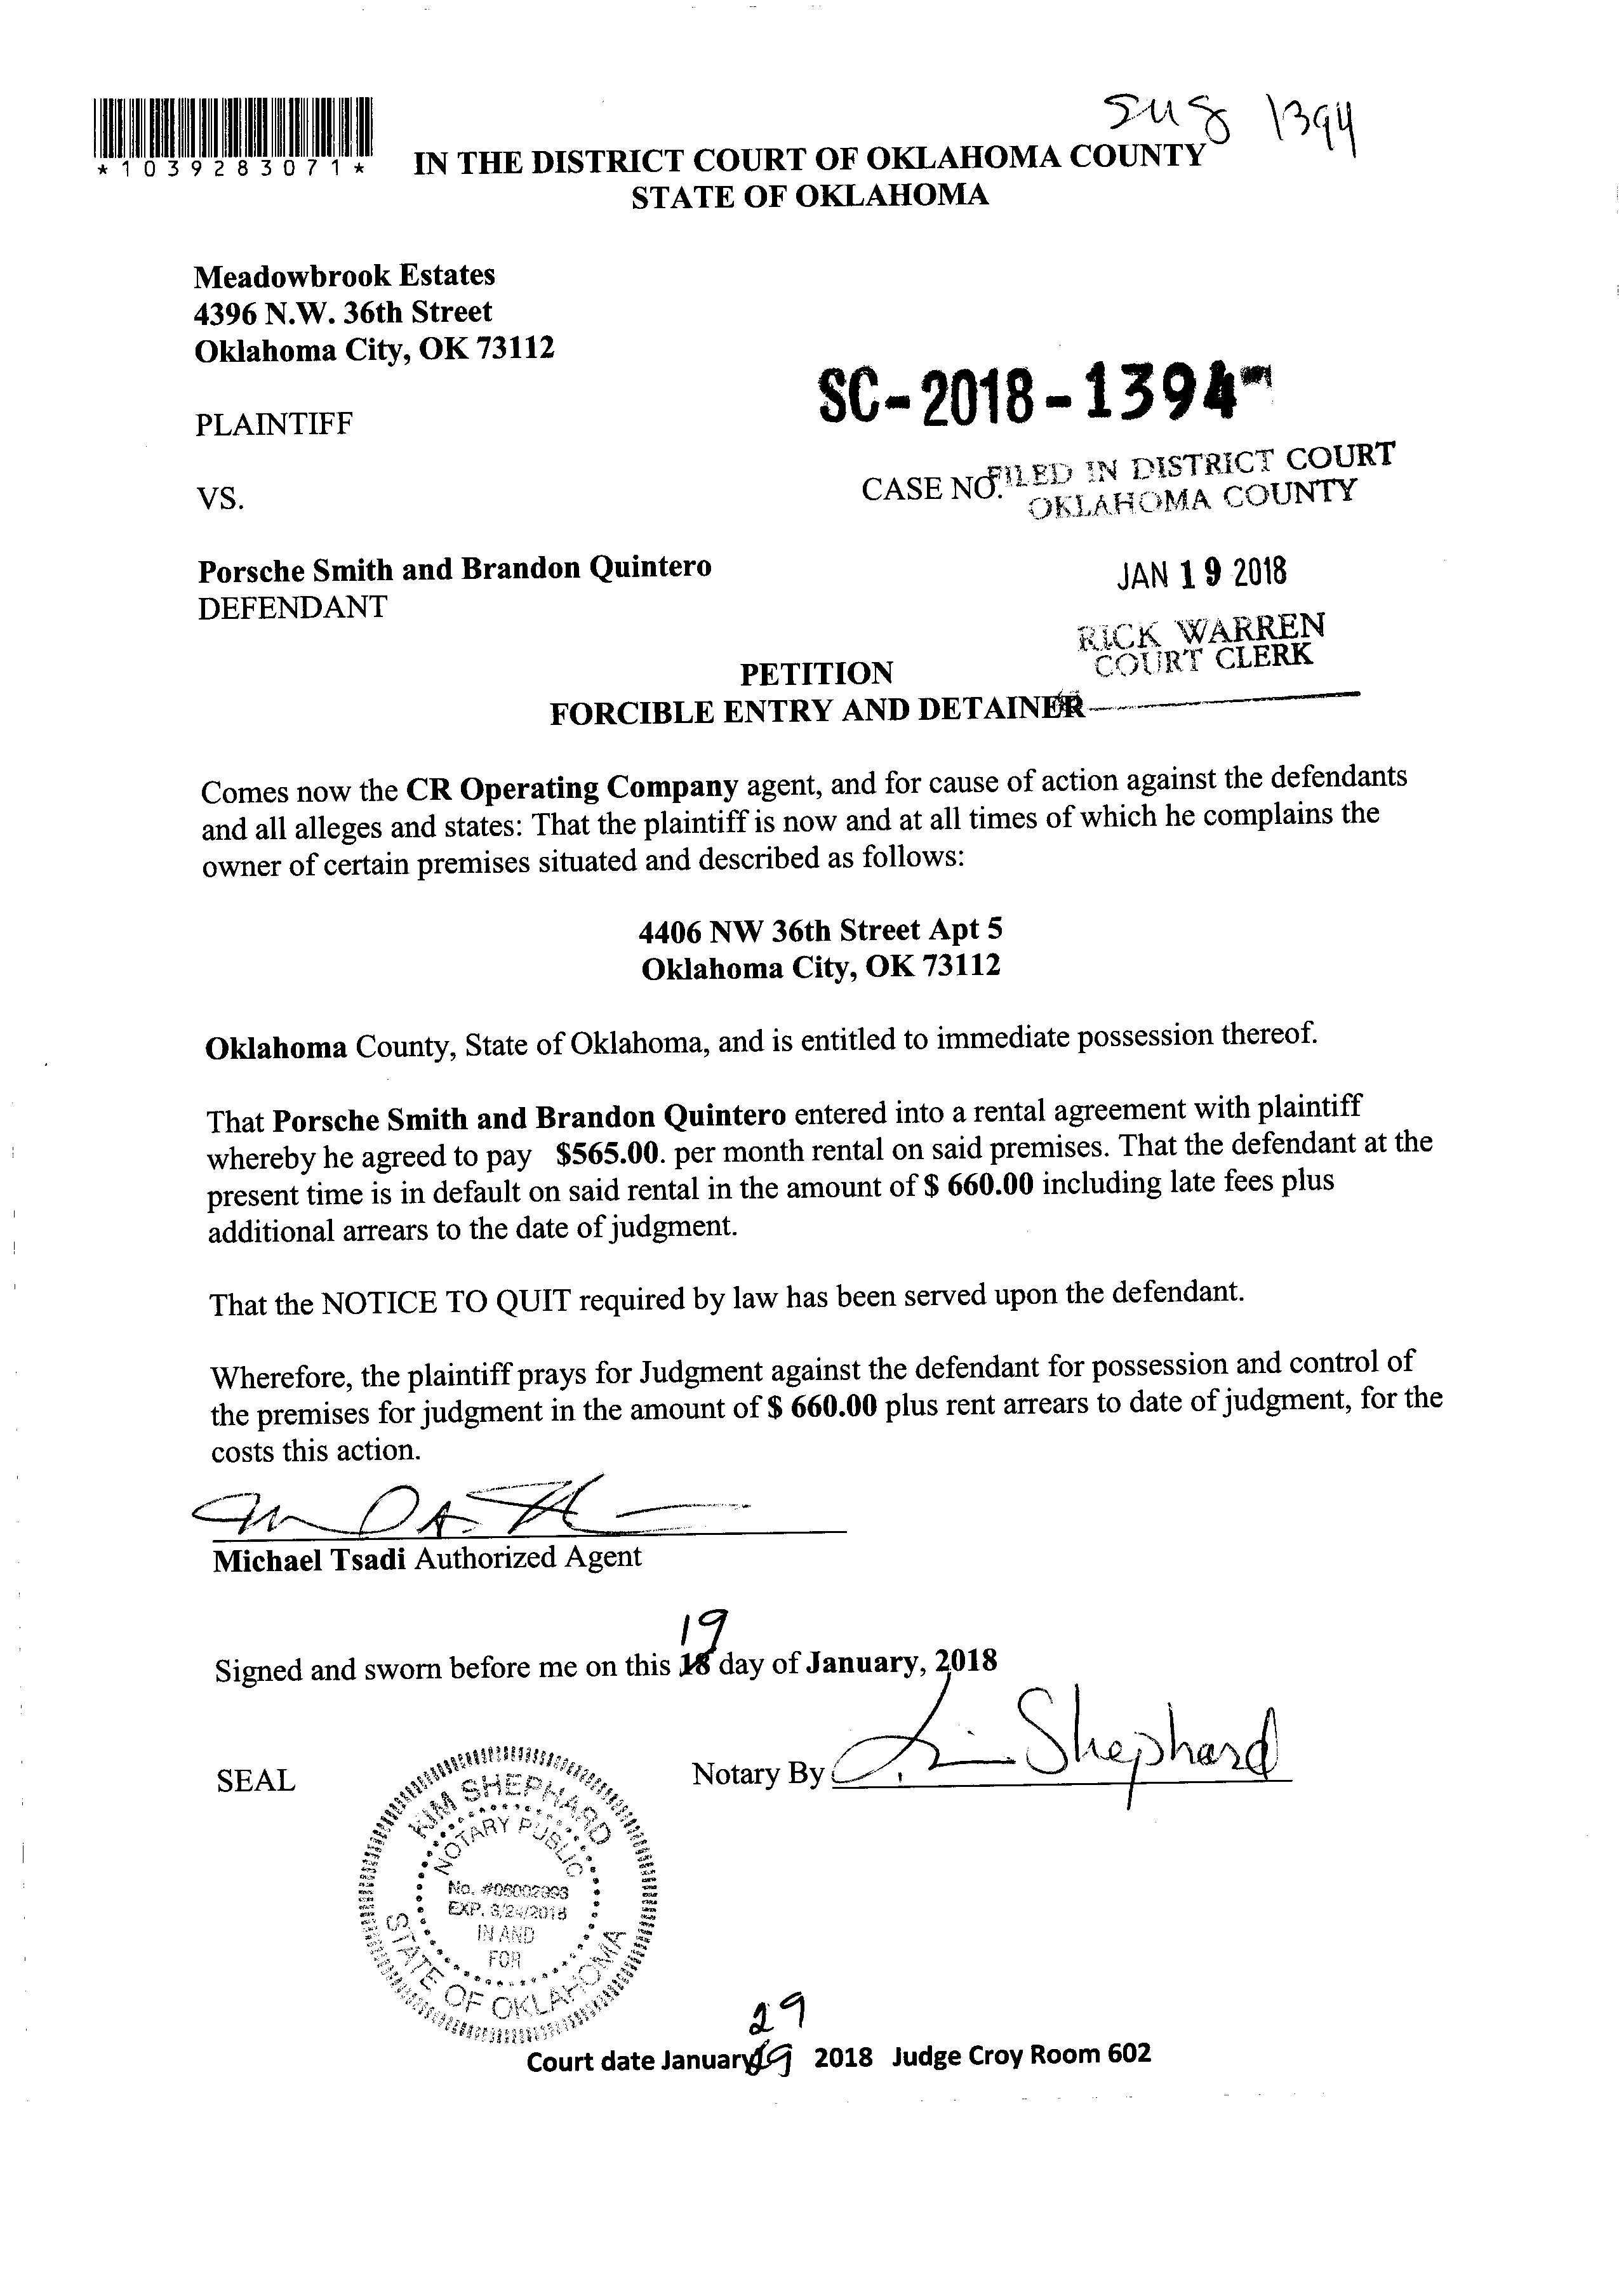 SM8 1394
*1039283071*
IN THE DISTRICT COURT OF OKLAHOMA COUNTY
STATE OF OKLAHOMA
Meadowbrook Estates
4396 N.W. 36th Street
Oklahoma City, OK 73112
SC-2018-1394
PLAINTIFF
CASE NO.
FILED IN DISTRICT COURT
OKLAHOMA COUNTY
VS.
JAN 19 2018
Porsche Smith and Brandon Quintero
DEFENDANT
RICK WARREN
COURT CLERK
PETITION
FORCIBLE ENTRY AND DETAINER
Comes now the CR Operating Company agent, and for cause of action against the defendants
and all alleges and states: That the plaintiff is now and at all times of which he complains the
owner of certain premises situated and described as follows:
4406 NW 36th Street Apt 5
Oklahoma City, OK 73112
Oklahoma County, State of Oklahoma, and is entitled to immediate possession thereof.
That Porsche Smith and Brandon Quintero entered into a rental agreement with plaintiff
whereby he agreed to pay $565.00. per month rental on said premises. That the defendant at the
present time is in default on said rental in the amount of $ 660.00 including late fees plus
additional arrears to the date of judgment.
That the NOTICE TO QUIT required by law has been served upon the defendant.
Wherefore, the plaintiff prays for Judgment against the defendant for possession and control of
the premises for judgment in the amount of $ 660.00 plus rent arrears to date of judgment, for the
costs this action.
Michael Tsadi Authorized Agent
19
Signed and sworn before me on this 18 day of January, 2018
SEAL
Notary By Kim Shephard
KIM SHEPHARD
NOTARY PUBLIC
No. #06002993
EXP. 3/24/2018
IN AND
FOR
STATE OF OKLAHOMA
29
Court date January 19 2018 Judge Croy Room 602